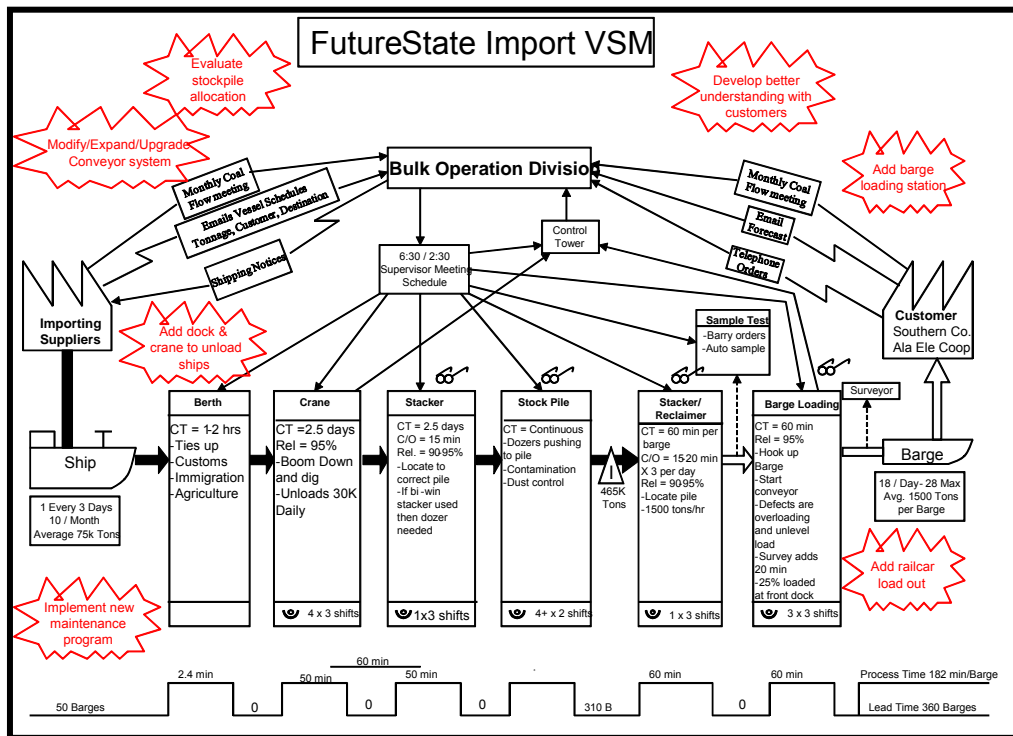 FutureState Import VSM
Evaluate
stockpile
allocation
Modify/Expand/Upgrade
Conveyor system
Develop better
understanding with
customers
Add barge
loading station
Bulk Operation Division
Monthly Coal
Flow meeting
Emails Vessel Schedules
Tonnage, Customer, Destination
Shipping Notices
Monthly Coal
Flow meeting
Email
Forecast
Telephone
Orders
Control
Tower
6:30 / 2:30
Supervisor Meeting
Schedule
Importing
Suppliers
Customer
Southern Co.
Ala Ele Coop
Add dock &
crane to unload
ships
Sample Test
-Barry orders
-Auto sample
Surveyor
Ship
1 Every 3 Days
10 / Month
Average 75k Tons
Berth
CT = 1-2 hrs
-Ties up
-Customs
-Immigration
-Agriculture
Crane
CT =2.5 days
Rel = 95%
-Boom Down
and dig
-Unloads 30K
Daily
4 x 3 shifts
Stacker
CT = 2.5 days
C/O = 15 min
Rel. = 90-95%
-Locate to
correct pile
-If bi -win
stacker used
then dozer
needed
1x3 shifts
Stock Pile
CT = Continuous
-Dozers pushing
to pile
-Contamination
-Dust control
4+ x 2 shifts
I
465K
Tons
Stacker/
Reclaimer
CT = 60 min per
barge
C/O = 15-20 min
X 3 per day
Rel = 90-95%
-Locate pile
-1500 tons/hr
1 x 3 shifts
Barge Loading
CT = 60 min
Rel = 95%
-Hook up
Barge
-Start
conveyor
-Defects are
overloading
and unlevel
load
-Survey adds
20 min
-25% loaded
at front dock
3 x 3 shifts
Barge
18 / Day- 28 Max
Avg. 1500 Tons
per Barge
Add railcar
load out
Implement new
maintenance
program
50 Barges
2.4 min
0
60 min
50 min
0
50 min
0
310 B
60 min
0
60 min
Process Time 182 min/Barge
Lead Time 360 Barges